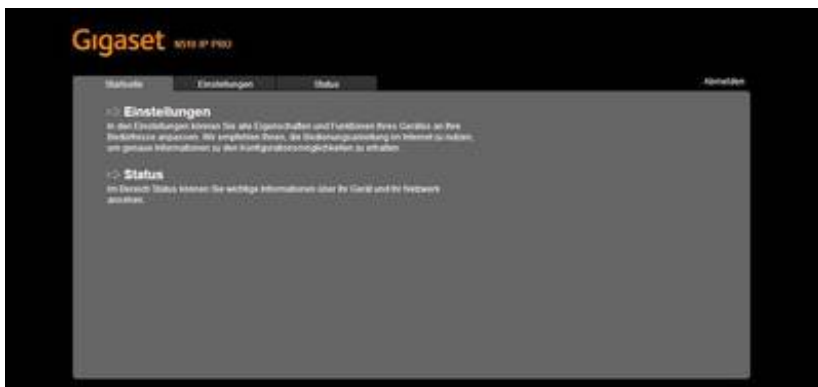 Gigaset N510 IP PRO
Startseite Einstellungen Status Abmelden
Einstellungen
In den Einstellungen können Sie alle Eigenschaften und Funktionen Ihres Gerätes an Ihre
Bedürfnisse anpassen. Wir empfehlen Ihnen, die Bedienungsanleitung im Internet zu nutzen,
um genaue Informationen zu den Konfigurationsmöglichkeiten zu erhalten.
Status
Im Bereich Status können Sie wichtige Informationen über Ihr Gerät und Ihr Netzwerk
ansehen.